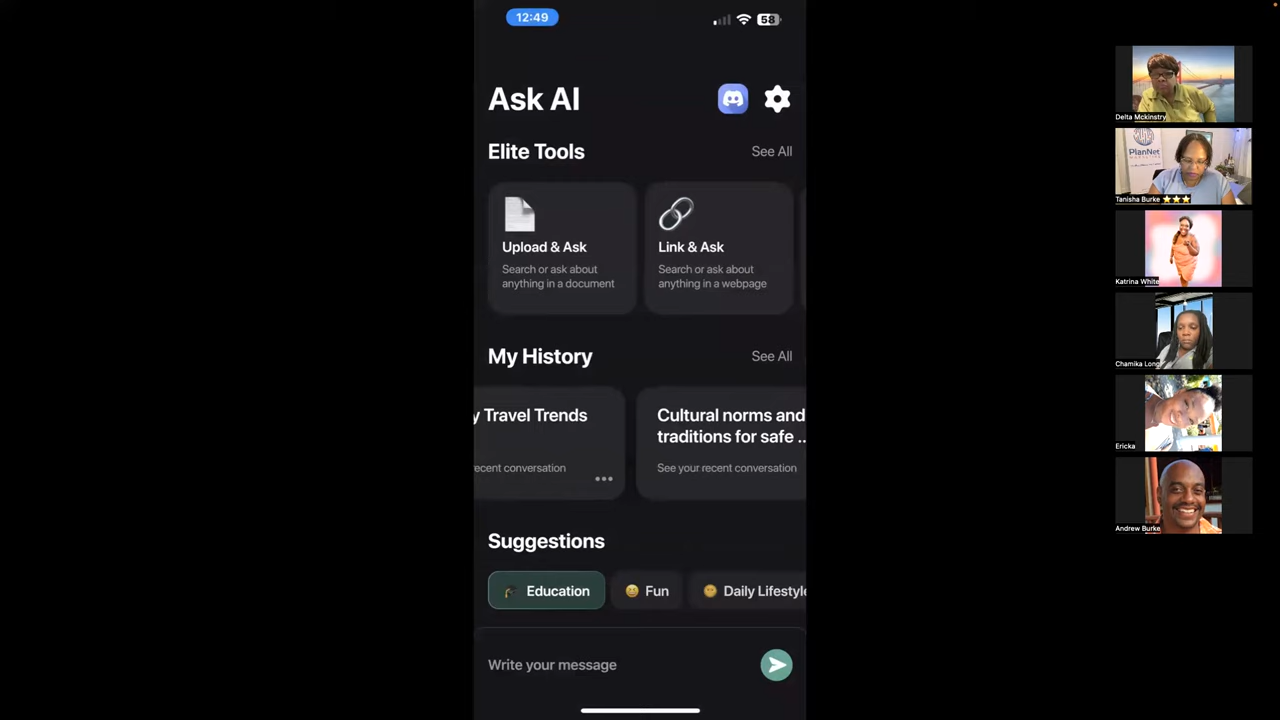 12:49
58
Ask AI
Elite Tools
See All
Upload & Ask
Search or ask about
anything in a document
Link & Ask
Search or ask about
anything in a webpage
My History
See All
y Travel Trends
ecent conversation
Cultural norms and
traditions for safe ..
See your recent conversation
Suggestions
Education
Fun
Daily Lifestyle
Write your message
Delta Mckinstry
PlanNet
Tanisha Burke
Katrina White
Chamika Long
Ericka
Andrew Burke